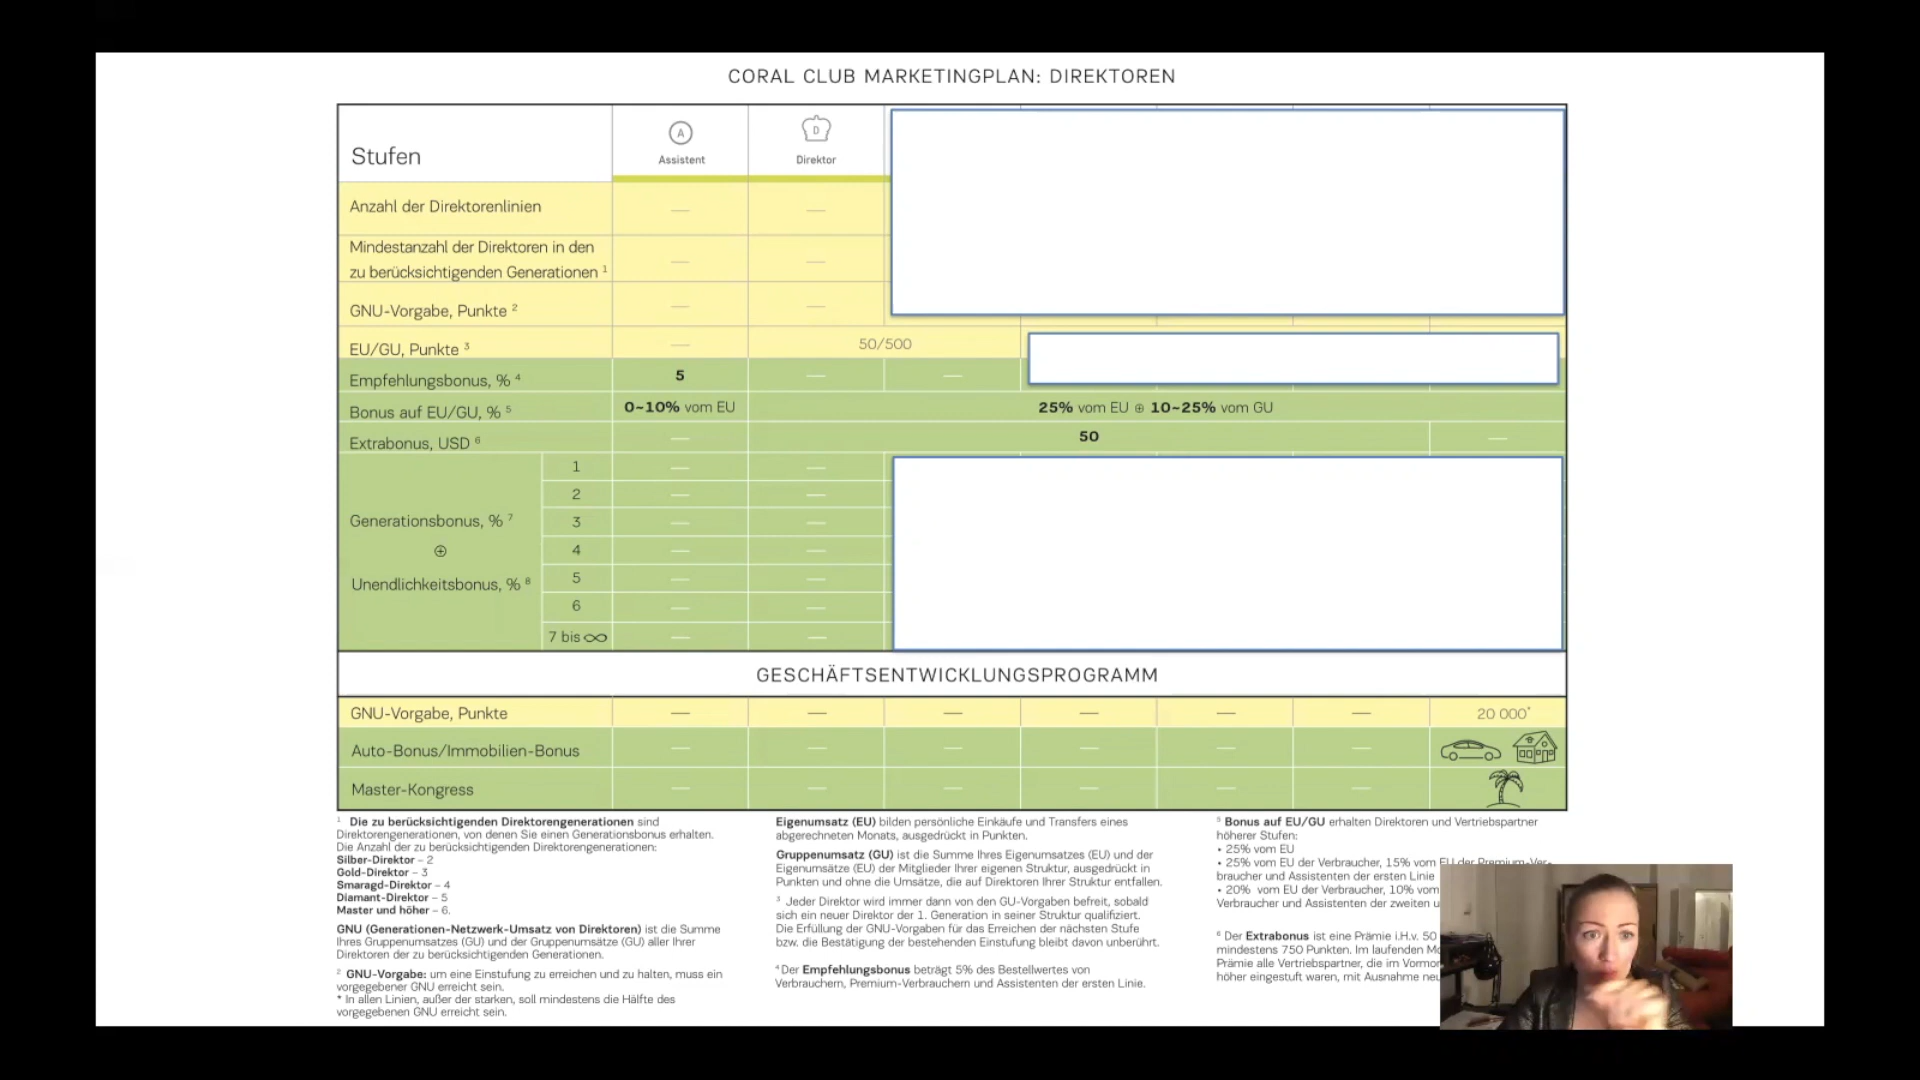 CORAL CLUB MARKETINGPLAN: DIREKTOREN
Stufen
A
Assistent
D
Direktor
Anzahl der Direktorenlinien — —
Mindestanzahl der Direktoren in den
zu berücksichtigenden Generationen 1 — —
GNU-Vorgabe, Punkte 2 — —
EU/GU, Punkte 3 — 50/500
Empfehlungsbonus, % 4 5 — —
Bonus auf EU/GU, % 5 0~10% vom EU 25% vom EU ⊕ 10~25% vom GU
Extrabonus, USD 6 — 50 —
Generationsbonus, % 7
⊕
Unendlichkeitsbonus, % 8
1 — —
2 — —
3 — —
4 — —
5 — —
6 — —
7 bis ∞ — —
GESCHÄFTSENTWICKLUNGSPROGRAMM
GNU-Vorgabe, Punkte — — — — — — 20 000*
Auto-Bonus/Immobilien-Bonus — — — — — —
Master-Kongress — — — — — —
1 Die zu berücksichtigenden Direktorengenerationen sind
Direktorengenerationen, von denen Sie einen Generationsbonus erhalten.
Die Anzahl der zu berücksichtigenden Direktorengenerationen:
Silber-Direktor – 2
Gold-Direktor – 3
Smaragd-Direktor – 4
Diamant-Direktor – 5
Master und höher – 6.
GNU (Generationen-Netzwerk-Umsatz von Direktoren) ist die Summe
Ihres Gruppenumsatzes (GU) und der Gruppenumsätze (GU) aller Ihrer
Direktoren der zu berücksichtigenden Generationen.
2 GNU-Vorgabe: um eine Einstufung zu erreichen und zu halten, muss ein
vorgegebener GNU erreicht sein.
* In allen Linien, außer der starken, soll mindestens die Hälfte des
vorgegebenen GNU erreicht sein.
Eigenumsatz (EU) bilden persönliche Einkäufe und Transfers eines
abgerechneten Monats, ausgedrückt in Punkten.
Gruppenumsatz (GU) ist die Summe Ihres Eigenumsatzes (EU) und der
Eigenumsätze (EU) der Mitglieder Ihrer eigenen Struktur, ausgedrückt in
Punkten und ohne die Umsätze, die auf Direktoren Ihrer Struktur entfallen.
3 Jeder Direktor wird immer dann von den GU-Vorgaben befreit, sobald
sich ein neuer Direktor der 1. Generation in seiner Struktur qualifiziert.
Die Erfüllung der GNU-Vorgaben für das Erreichen der nächsten Stufe
bzw. die Bestätigung der bestehenden Einstufung bleibt davon unberührt.
4 Der Empfehlungsbonus beträgt 5% des Bestellwertes von
Verbrauchern, Premium-Verbrauchern und Assistenten der ersten Linie.
5 Bonus auf EU/GU erhalten Direktoren und Vertriebspartner
höherer Stufen:
• 25% vom EU
• 25% vom EU der Verbraucher, 15% vom EU der Premium-Ver-
braucher und Assistenten der ersten Linie
• 20% vom EU der Verbraucher, 10% vom
Verbraucher und Assistenten der zweiten
6 Der Extrabonus ist eine Prämie i.H.v. 50
mindestens 750 Punkten. Im laufenden
Prämie alle Vertriebspartner, die im
höher eingestuft waren, mit Ausnahme